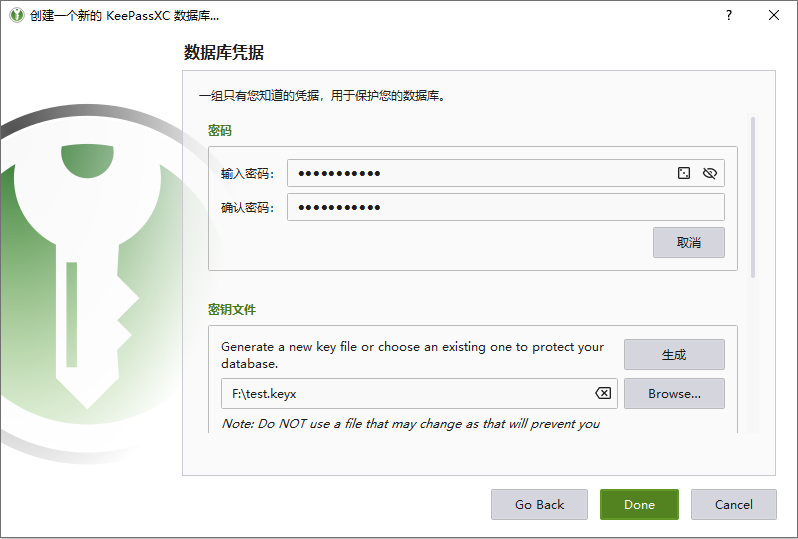 创建一个新的 KeePassXC 数据库...
数据库凭据
一组只有您知道的凭据，用于保护您的数据库。
密码
输入密码： ●●●●●●●●●●●
确认密码： ●●●●●●●●●●●
取消
密钥文件
Generate a new key file or choose an existing one to protect your
database.
生成
F:\test.keyx
Browse...
Note: Do NOT use a file that may change as that will prevent you
Go Back
Done
Cancel